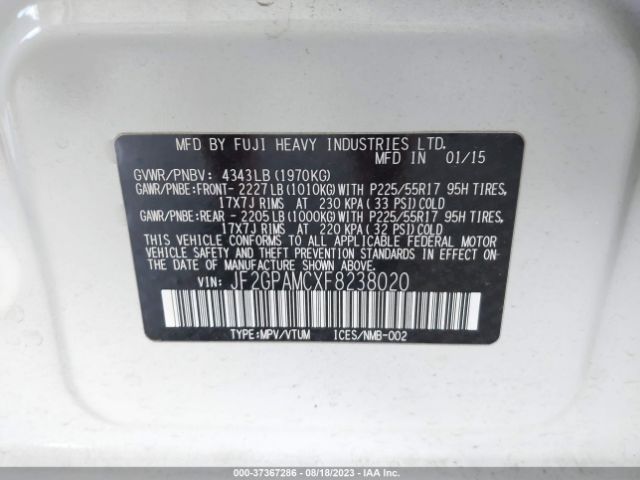 MFD BY FUJI HEAVY INDUSTRIES LTD.
MFD IN 01/15
GVWR/PNBV: 4343LB (1970KG)
GAWR/PNBE:FRONT- 2227LB (1010KG) WITH P225/55R17 95H TIRES,
17X7J RIMS AT 230 KPA (33 PSI) COLD
GAWR/PNBE:REAR - 2205LB (1000KG) WITH P225/55R17 95H TIRES,
17X7J RIMS AT 220 KPA (32 PSI) COLD
THIS VEHICLE CONFORMS TO ALL APPLICABLE FEDERAL MOTOR
VEHICLE SAFETY AND THEFT PREVENTION STANDARDS IN EFFECT ON
THE DATE OF MANUFACTURE SHOWN ABOVE.
VIN: JF2GPAMCXF8238020
TYPE:MPV/VTUM ICES/NMB-002
000-37367286 - 08/18/2023 - COPYRIGHT IAA, LLC.